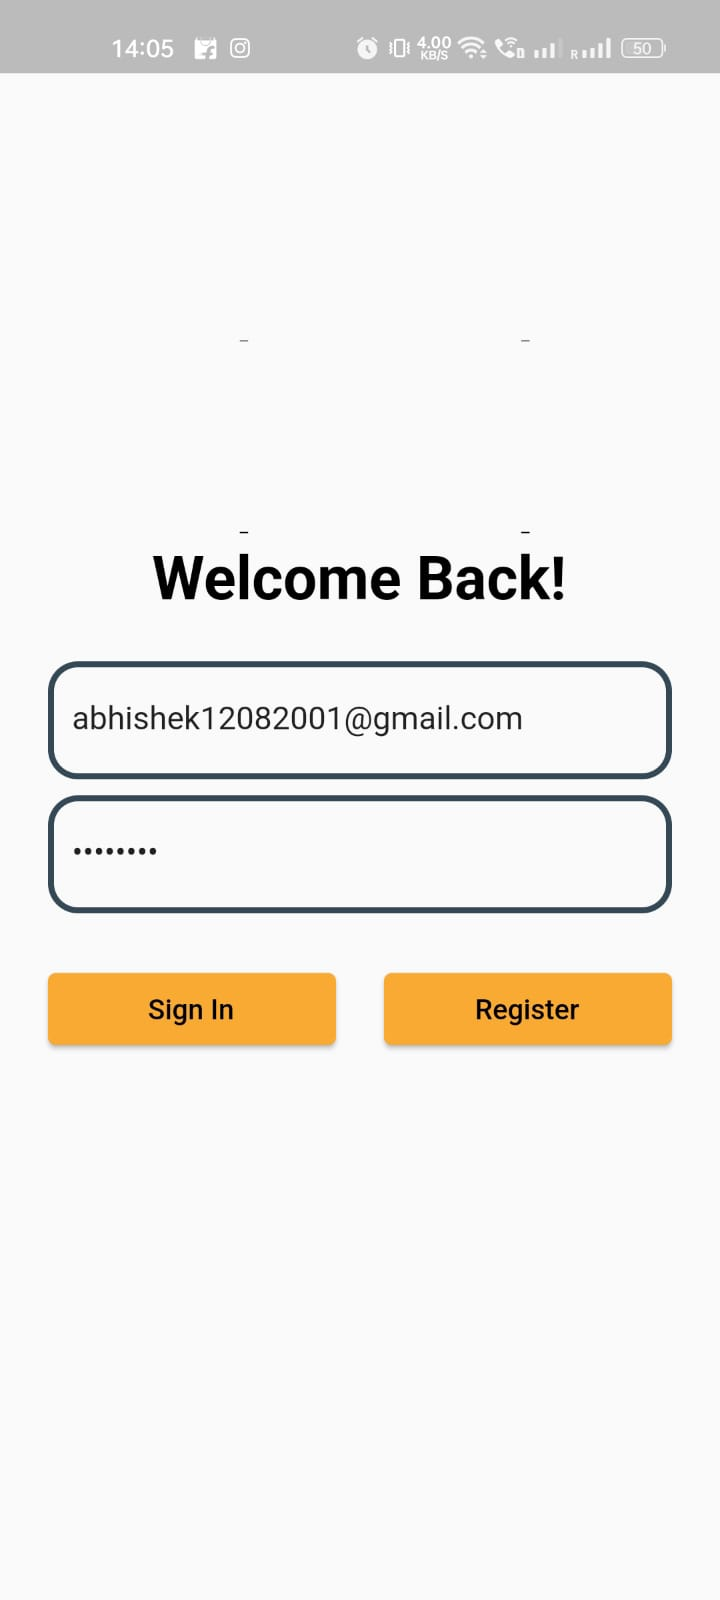 14:05 4.00 KB/S R 50
Welcome Back!
abhishek12082001@gmail.com
••••••••
Sign In Register